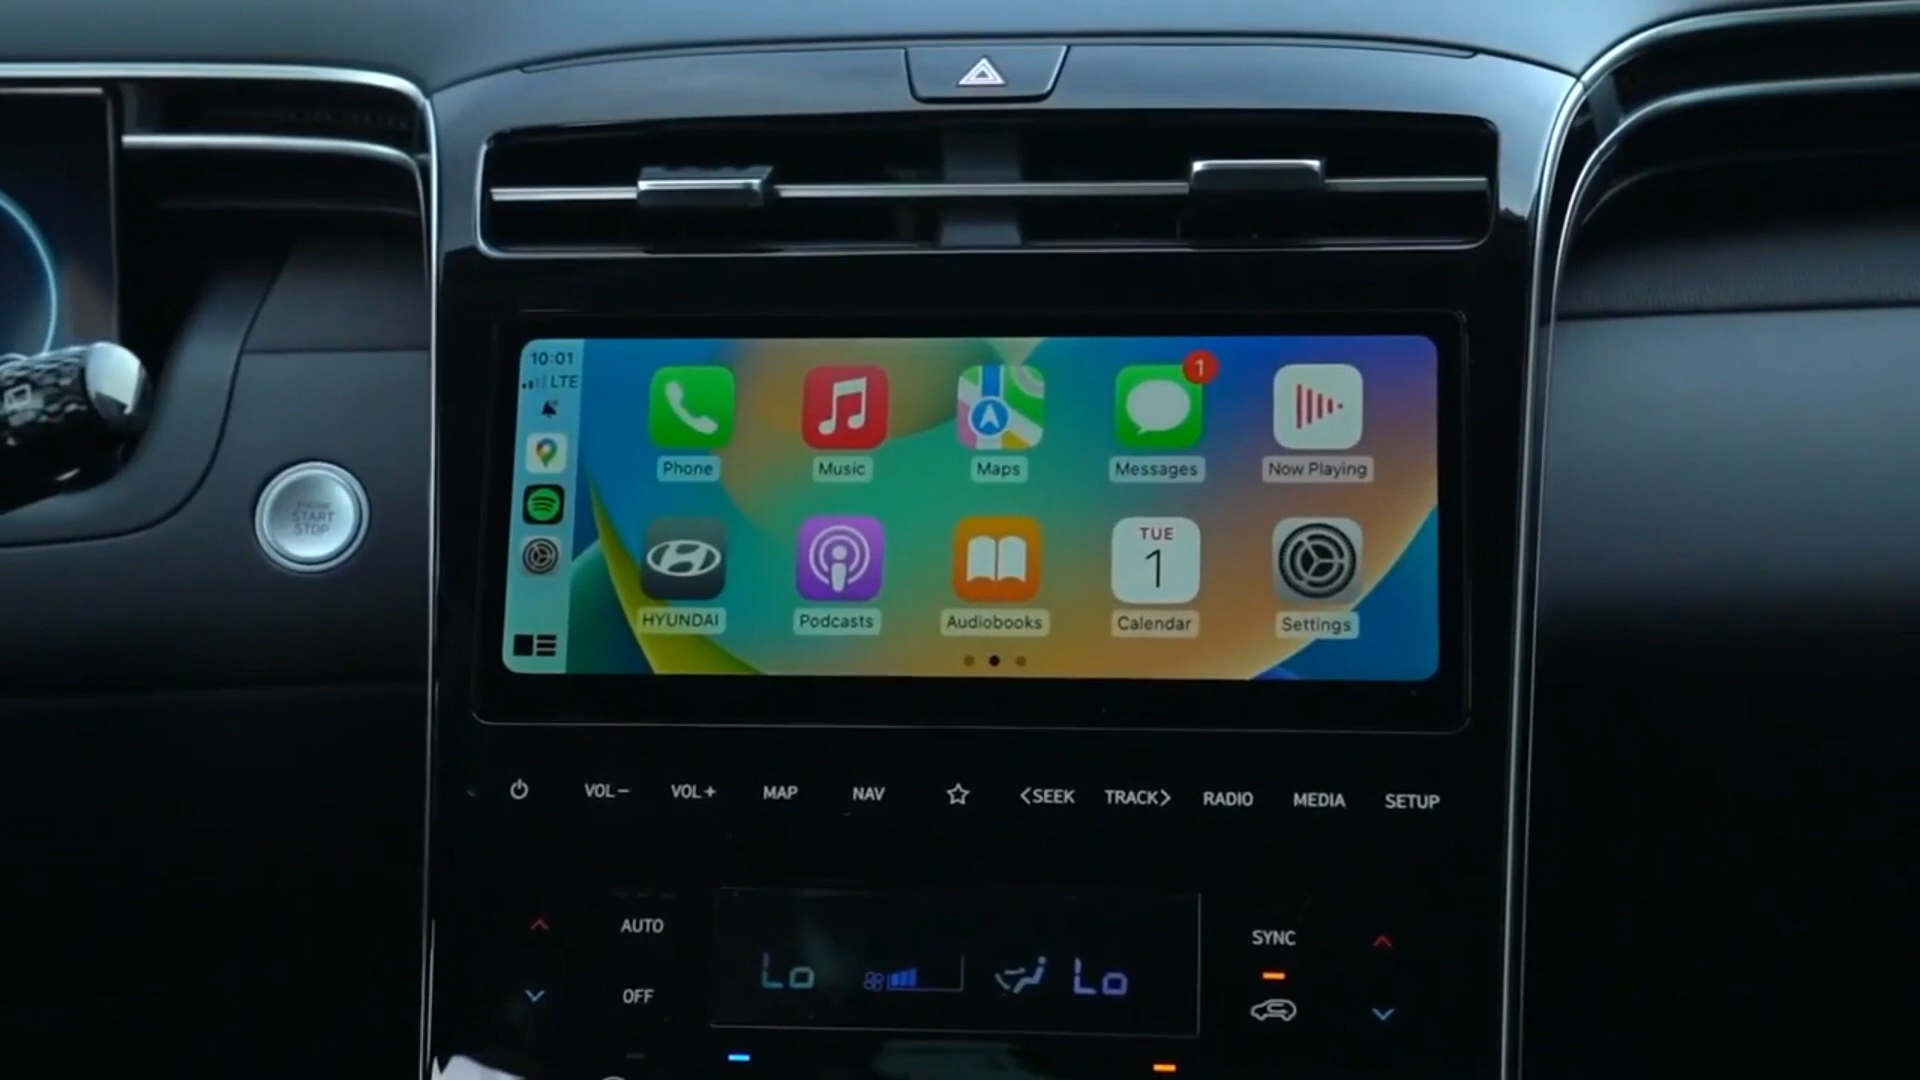 10:01
LTE
1
Phone
Music
Maps
Messages
Now Playing
TUE
1
HYUNDAI
Podcasts
Audiobooks
Calendar
Settings
START
STOP
VOL−
VOL+
MAP
NAV
<SEEK
TRACK>
RADIO
MEDIA
SETUP
AUTO
SYNC
Lo
Lo
OFF